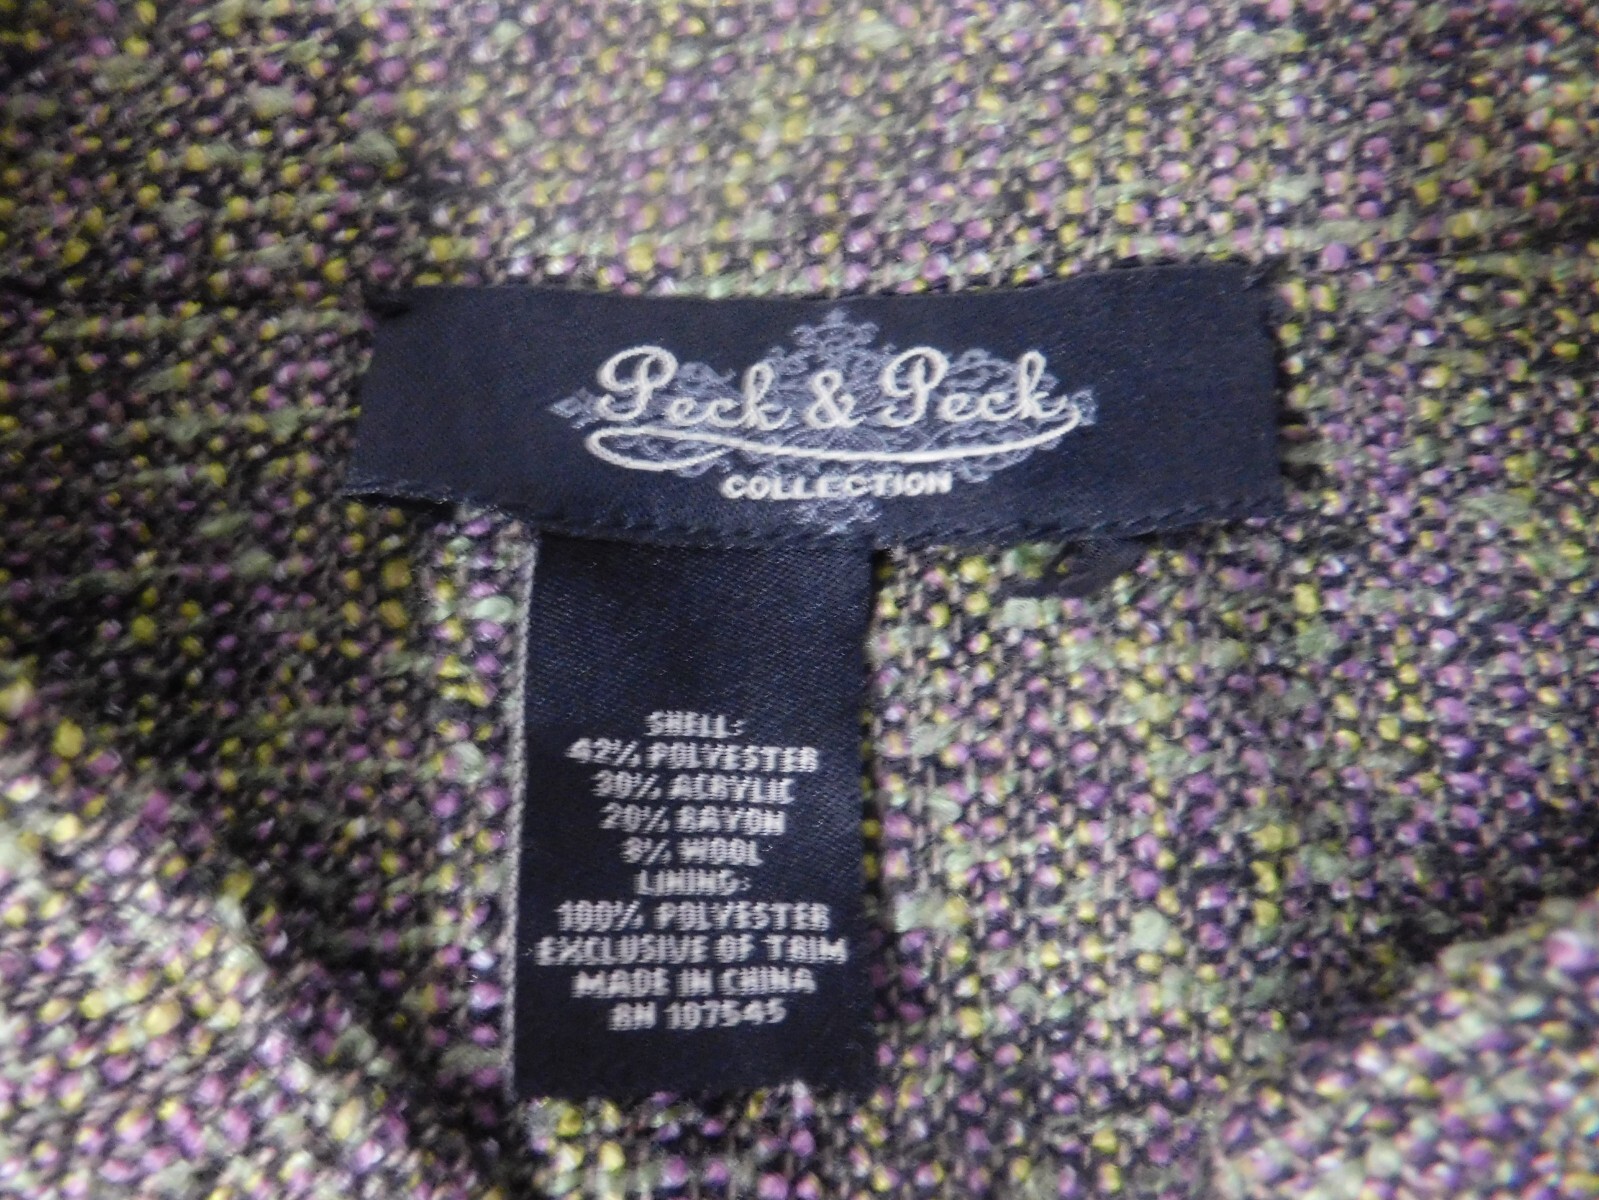 Peck & Peck
COLLECTION
SHELL:
42% POLYESTER
30% ACRYLIC
20% RAYON
8% WOOL
LINING:
100% POLYESTER
EXCLUSIVE OF TRIM
MADE IN CHINA
RN 107545